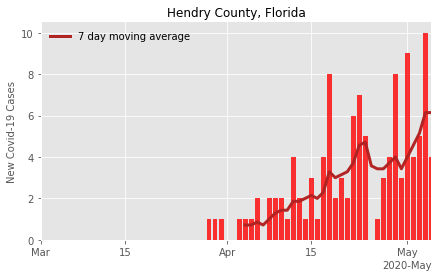 Hendry County, Florida
7 day moving average
New Covid-19 Cases
10
8
6
4
2
0
Mar 15 Apr 15 May
2020-May